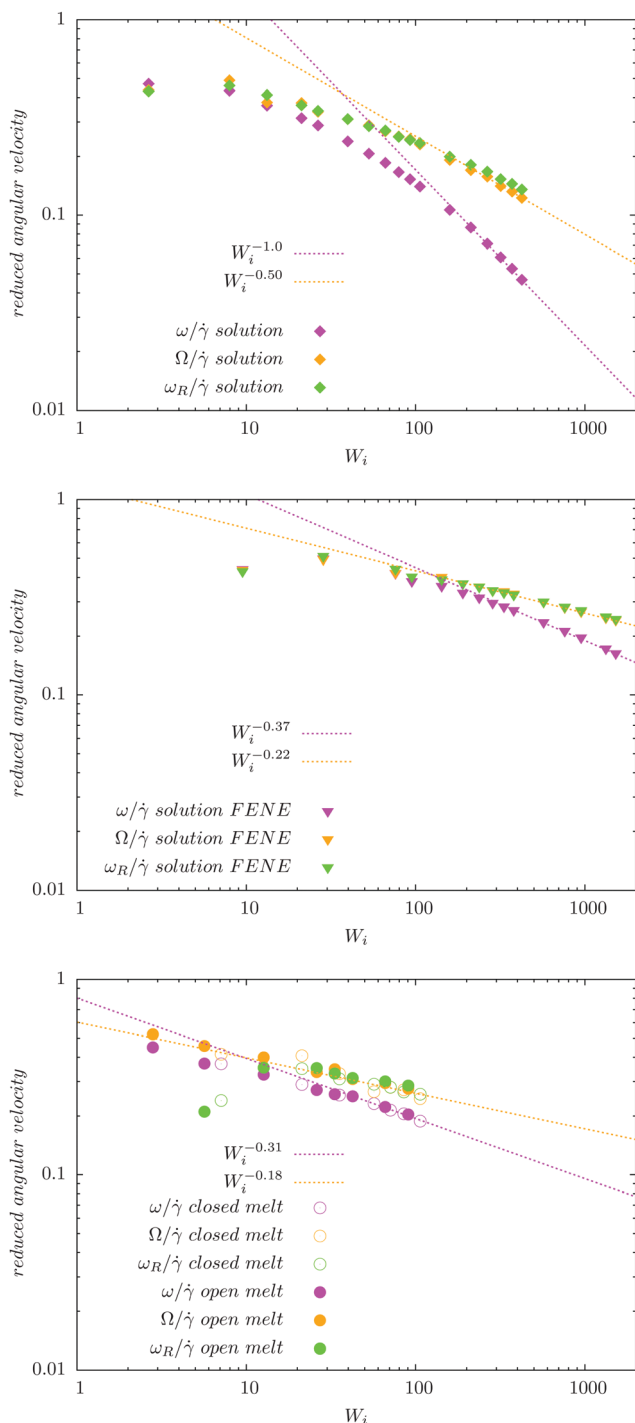 1
0.1
0.01
reduced angular velocity
W_i^{-1.0}
W_i^{-0.50}
ω/γ̇ solution
Ω/γ̇ solution
ω_R/γ̇ solution
1 10 100 1000
W_i
1
0.1
0.01
reduced angular velocity
W_i^{-0.37}
W_i^{-0.22}
ω/γ̇ solution FENE
Ω/γ̇ solution FENE
ω_R/γ̇ solution FENE
1 10 100 1000
W_i
1
0.1
0.01
reduced angular velocity
W_i^{-0.31}
W_i^{-0.18}
ω/γ̇ closed melt
Ω/γ̇ closed melt
ω_R/γ̇ closed melt
ω/γ̇ open melt
Ω/γ̇ open melt
ω_R/γ̇ open melt
1 10 100 1000
W_i